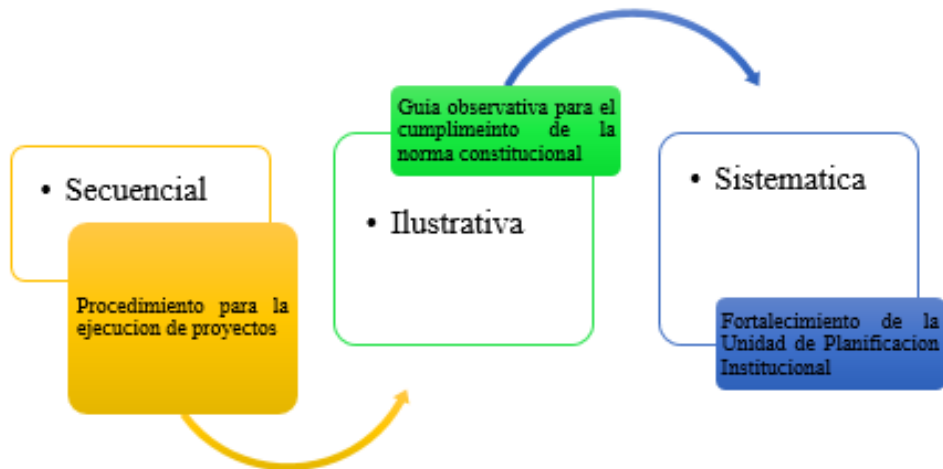 • Secuencial
Procedimiento para la
ejecucion de proyectos
Guia observativa para el
cumplimeinto de la
norma constitucional
• Ilustrativa
• Sistematica
Fortalecimiento de la
Unidad de Planificacion
Institucional